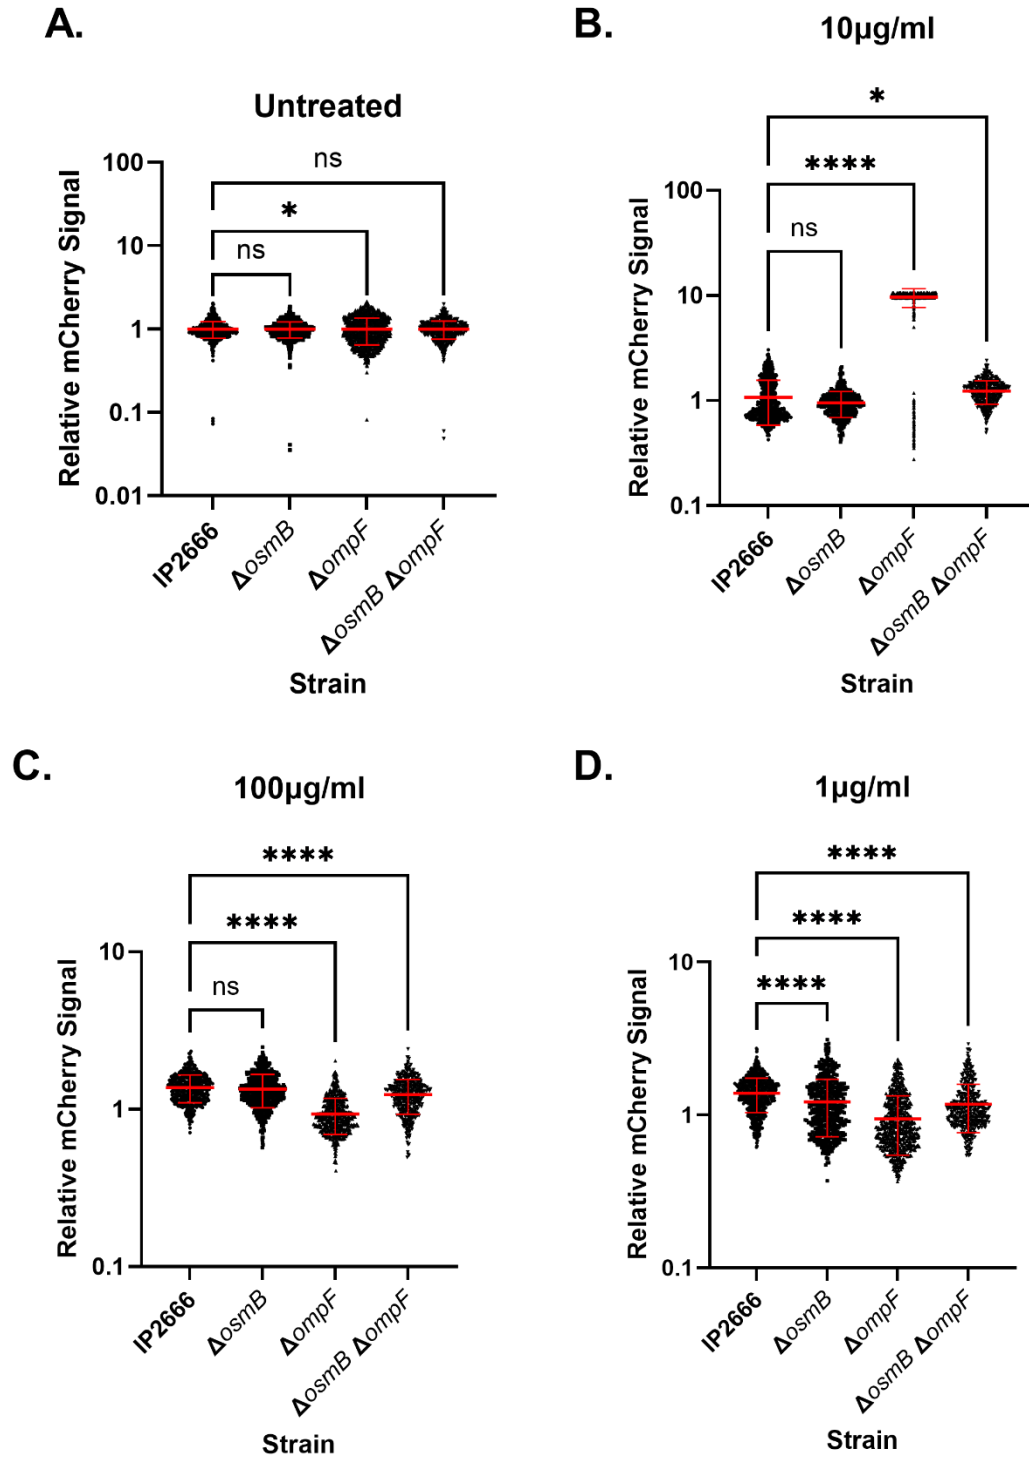 A.
Untreated
ns
*
ns
Relative mCherry Signal
100
10
1
0.1
0.01
IP2666
ΔosmB
ΔompF
ΔosmB ΔompF
Strain
B.
10µg/ml
*
****
ns
Relative mCherry Signal
100
10
1
0.1
IP2666
ΔosmB
ΔompF
ΔosmB ΔompF
Strain
C.
100µg/ml
****
****
ns
Relative mCherry Signal
10
1
0.1
IP2666
ΔosmB
ΔompF
ΔosmB ΔompF
Strain
D.
1µg/ml
****
****
****
Relative mCherry Signal
10
1
0.1
IP2666
ΔosmB
ΔompF
ΔosmB ΔompF
Strain